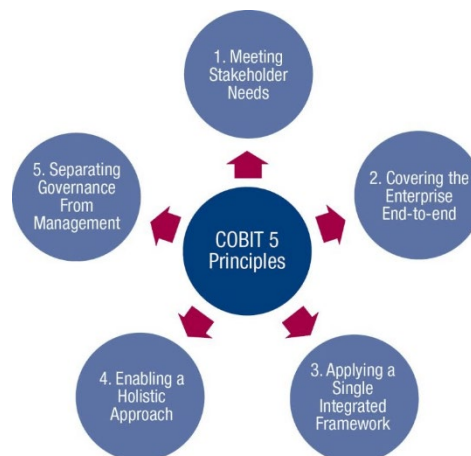 1. Meeting
Stakeholder
Needs
5. Separating
Governance
From
Management
2. Covering the
Enterprise
End-to-end
COBIT 5
Principles
4. Enabling a
Holistic
Approach
3. Applying a
Single
Integrated
Framework